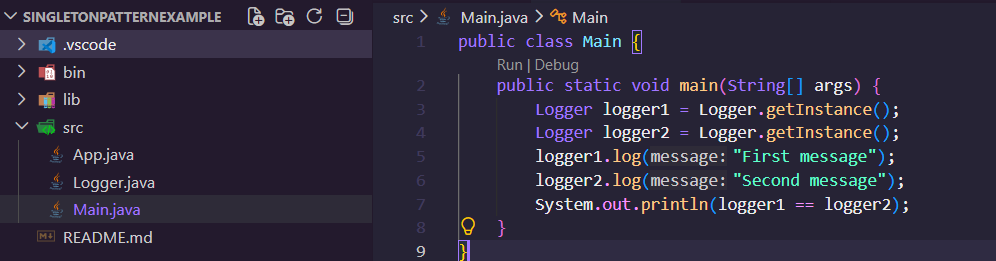 SINGLETONPATTERNEXAMPLE
.vscode
bin
lib
src
App.java
Logger.java
Main.java
README.md
src > Main.java > Main
1 public class Main {
Run | Debug
2 public static void main(String[] args) {
3 Logger logger1 = Logger.getInstance();
4 Logger logger2 = Logger.getInstance();
5 logger1.log(message: "First message");
6 logger2.log(message: "Second message");
7 System.out.println(logger1 == logger2);
8 }
9 }